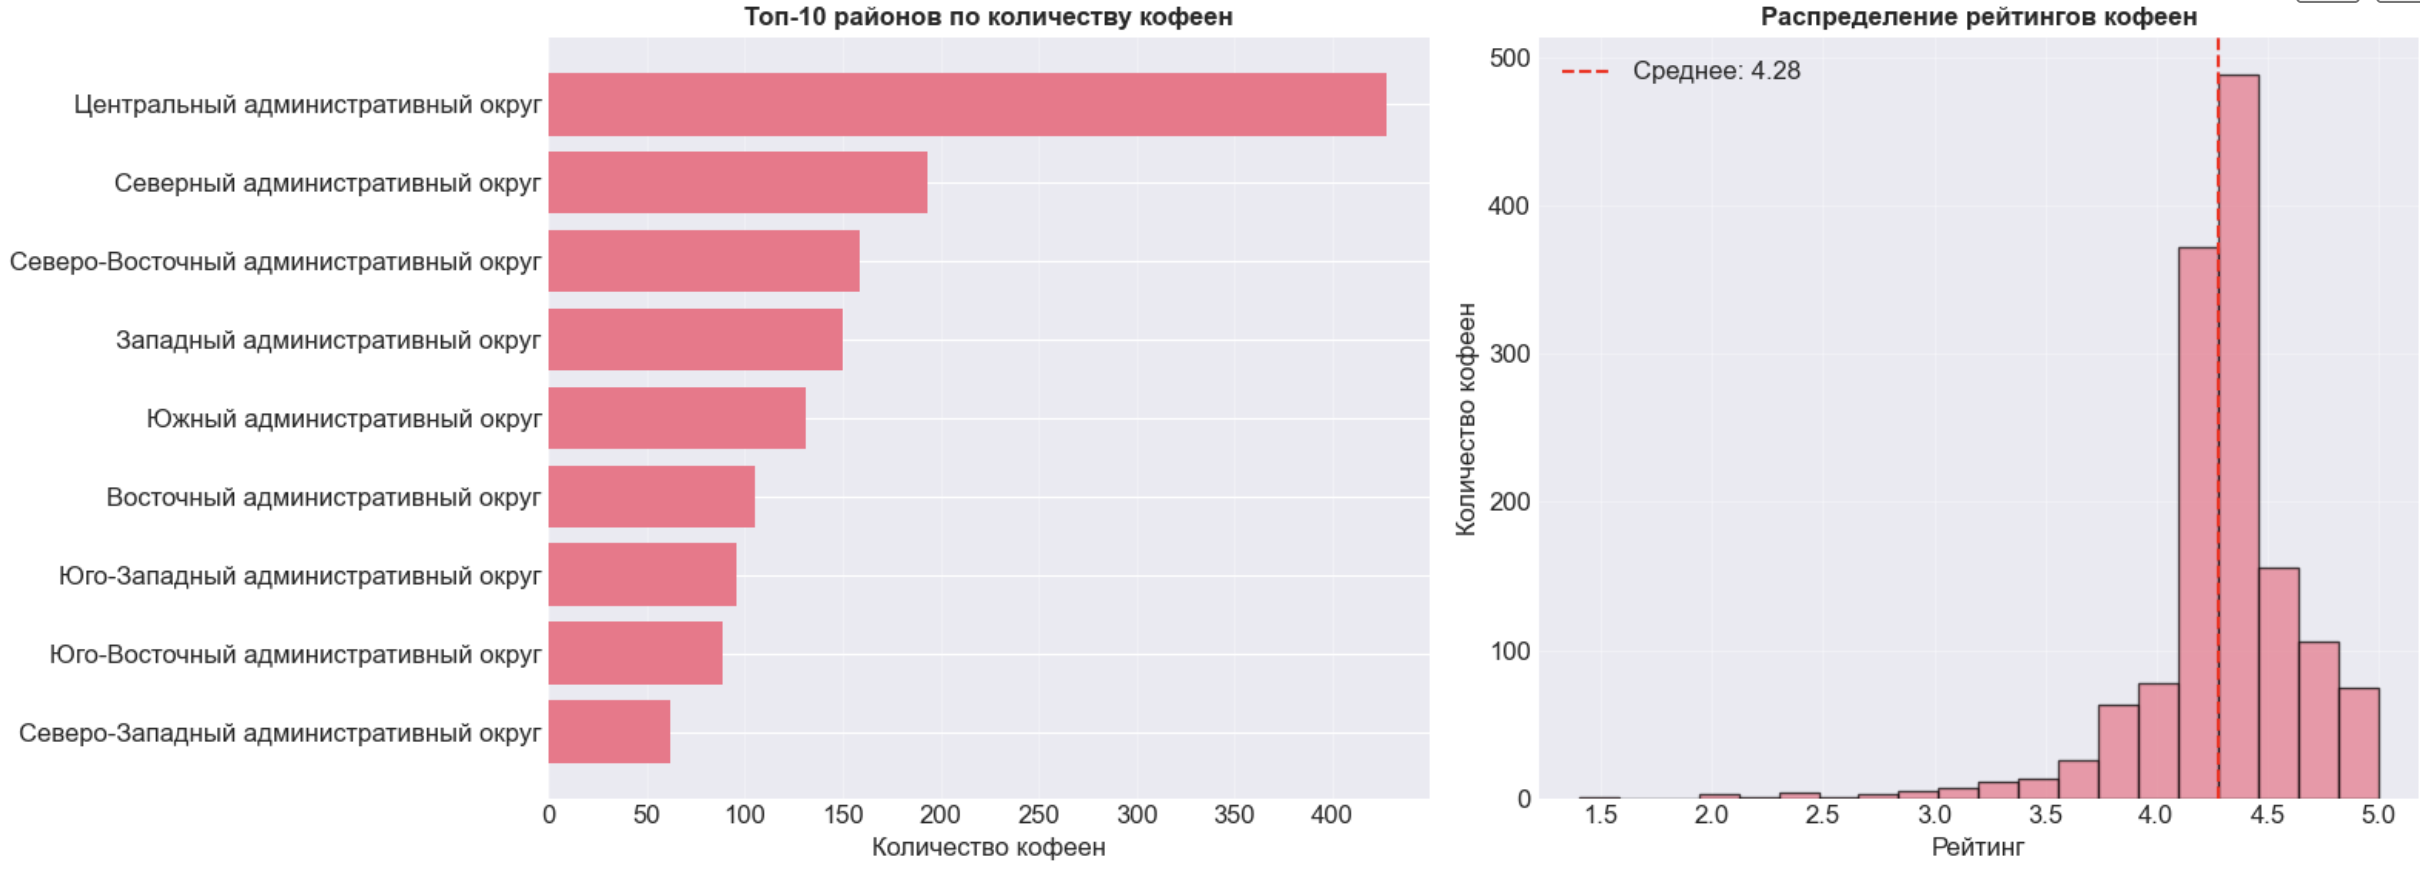 Топ-10 районов по количеству кофеен
Центральный административный округ
Северный административный округ
Северо-Восточный административный округ
Западный административный округ
Южный административный округ
Восточный административный округ
Юго-Западный административный округ
Юго-Восточный административный округ
Северо-Западный административный округ
0 50 100 150 200 250 300 350 400
Количество кофеен
Распределение рейтингов кофеен
Среднее: 4.28
500
400
300
200
100
0
Количество кофеен
1.5 2.0 2.5 3.0 3.5 4.0 4.5 5.0
Рейтинг